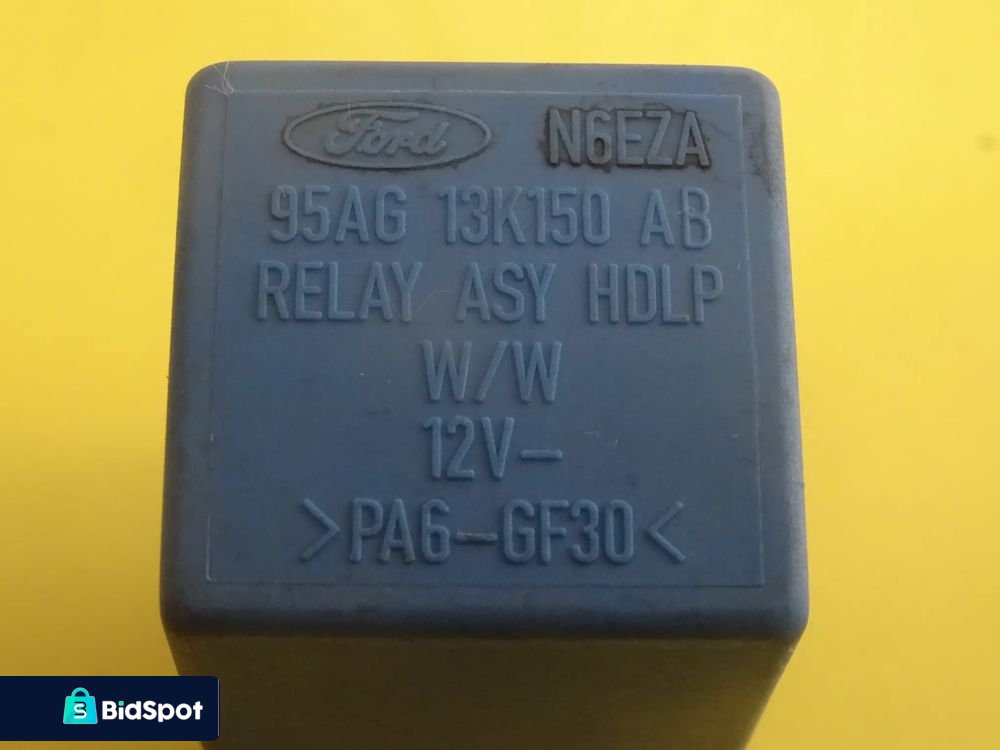 Ford N6EZA
95AG 13K150 AB
RELAY ASY HDLP
W/W
12V-
>PA6-GF30<
S BidSpot